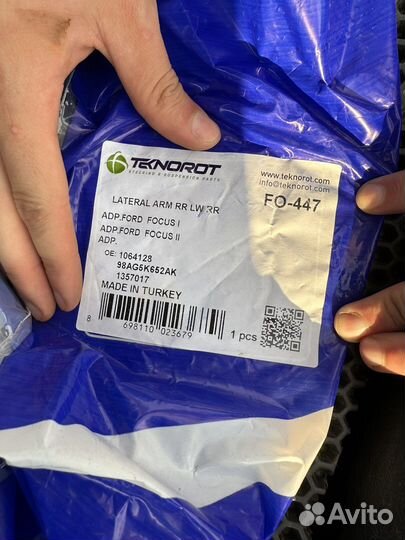 TEKNOROT
STEERING & SUSPENSION PARTS
www.teknorot.com
info@teknorot.com
LATERAL ARM RR LW RR
FO-447
ADP.FORD FOCUS I
ADP.FORD FOCUS II
ADP.
OE: 1064128
98AG5K652AK
1357017
MADE IN TURKEY
8 698110 023679
1 pcs
Avito